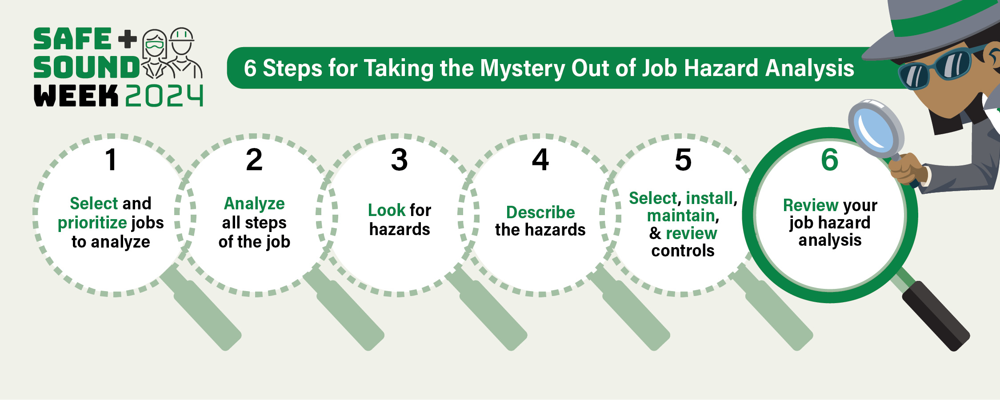 SAFE +
SOUND
WEEK 2024
6 Steps for Taking the Mystery Out of Job Hazard Analysis
1
Select and
prioritize jobs
to analyze
2
Analyze
all steps
of the job
3
Look for
hazards
4
Describe
the hazards
5
Select, install,
maintain,
& review
controls
6
Review your
job hazard
analysis